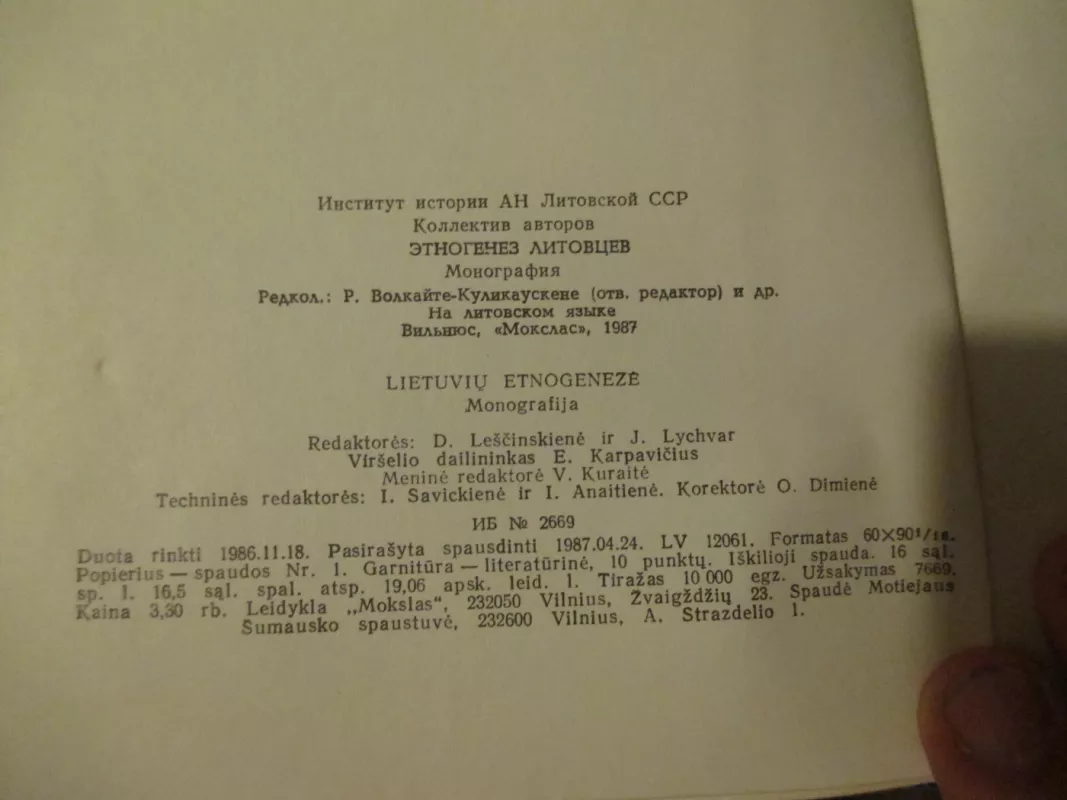 Институт истории АН Литовской ССР
Коллектив авторов
ЭТНОГЕНЕЗ ЛИТОВЦЕВ
Монография
Редкол.: Р. Волкайте-Куликаускене (отв. редактор) и др.
На литовском языке
Вильнюс, «Мокслас», 1987
LIETUVIŲ ETNOGENEZĖ
Monografija
Redaktorės: D. Leščinskienė ir J. Lychvar
Viršelio dailininkas E. Karpavičius
Meninė redaktorė V. Kuraitė
Techninės redaktorės: I. Savickienė ir I. Anaitienė. Korektorė O. Dimienė
ИБ № 2669
Duota rinkti 1986.11.18. Pasirašyta spausdinti 1987.04.24. LV 12061. Formatas 60×90¹/₁₆.
Popierius — spaudos Nr. 1. Garnitūra — literatūrinė, 10 punktų. Iškilioji spauda. 16 sąl.
sp. l. 16,5 sąl. spal. atsp. 19,06 apsk. leid. l. Tiražas 10 000 egz. Užsakymas 7669.
Kaina 3,30 rb. Leidykla „Mokslas“, 232050 Vilnius, Žvaigždžių 23. Spaudė Motiejaus
Šumausko spaustuvė, 232600 Vilnius, A. Strazdelio 1.